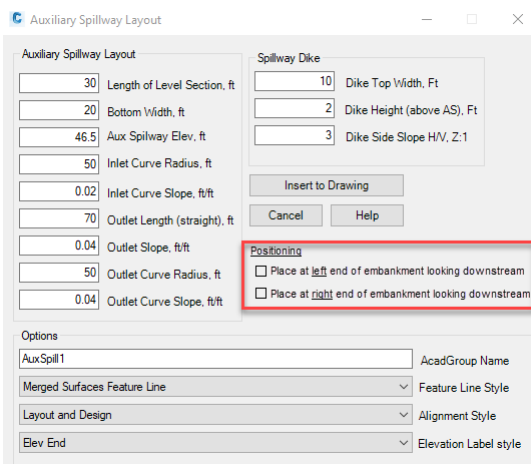 Auxiliary Spillway Layout
Auxiliary Spillway Layout
30 Length of Level Section, ft
20 Bottom Width, ft
46.5 Aux Spilway Elev, ft
50 Inlet Curve Radius, ft
0.02 Inlet Curve Slope, ft/ft
70 Outlet Length (straight), ft
0.04 Outlet Slope, ft/ft
50 Outlet Curve Radius, ft
0.04 Outlet Curve Slope, ft/ft
Spillway Dike
10 Dike Top Width, Ft
2 Dike Height (above AS), Ft
3 Dike Side Slope H/V, Z:1
Insert to Drawing
Cancel Help
Positioning
Place at left end of embankment looking downstream
Place at right end of embankment looking downstream
Options
AuxSpill1 AcadGroup Name
Merged Surfaces Feature Line Feature Line Style
Layout and Design Alignment Style
Elev End Elevation Label style